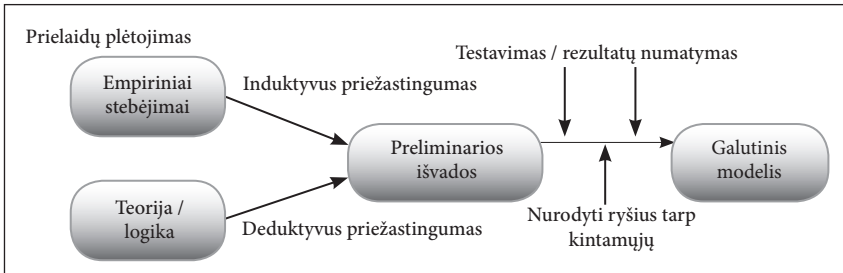 Prielaidų plėtojimas
Empiriniai
stebėjimai
Induktyvus priežastingumas
Testavimas / rezultatų numatymas
Preliminarios
išvados
Galutinis
modelis
Teorija /
logika
Deduktyvus priežastingumas
Nurodyti ryšius tarp
kintamųjų